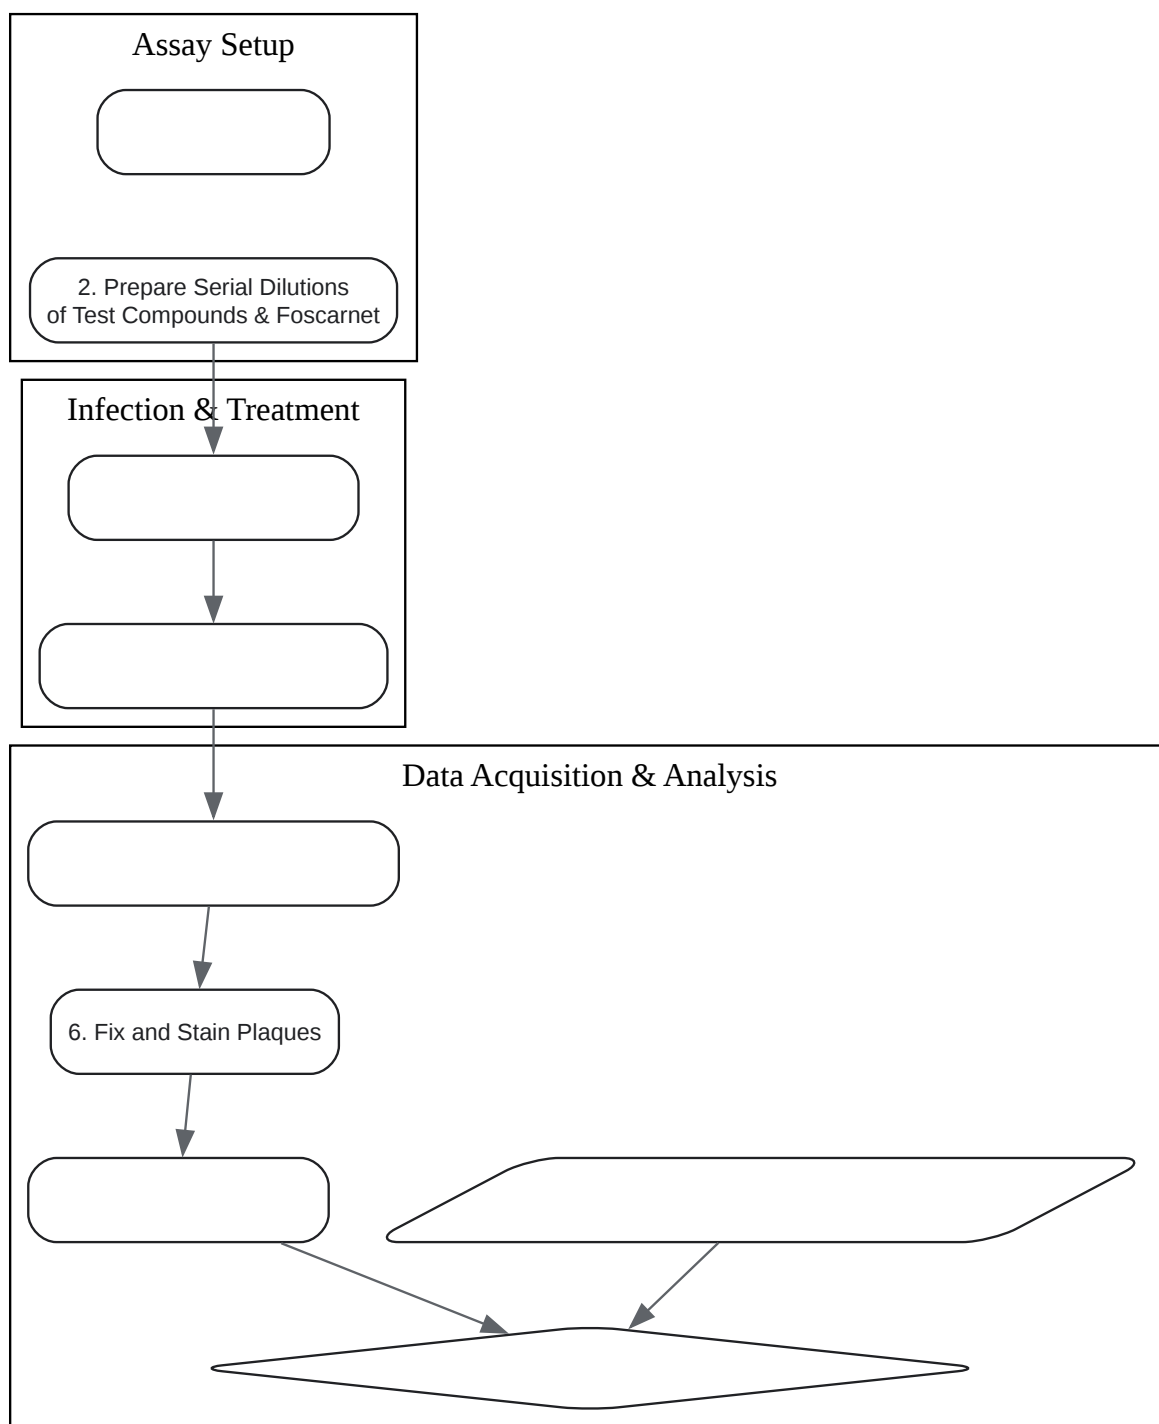 Assay Setup
2. Prepare Serial Dilutions
of Test Compounds & Foscarnet
Infection & Treatment
Data Acquisition & Analysis
6. Fix and Stain Plaques